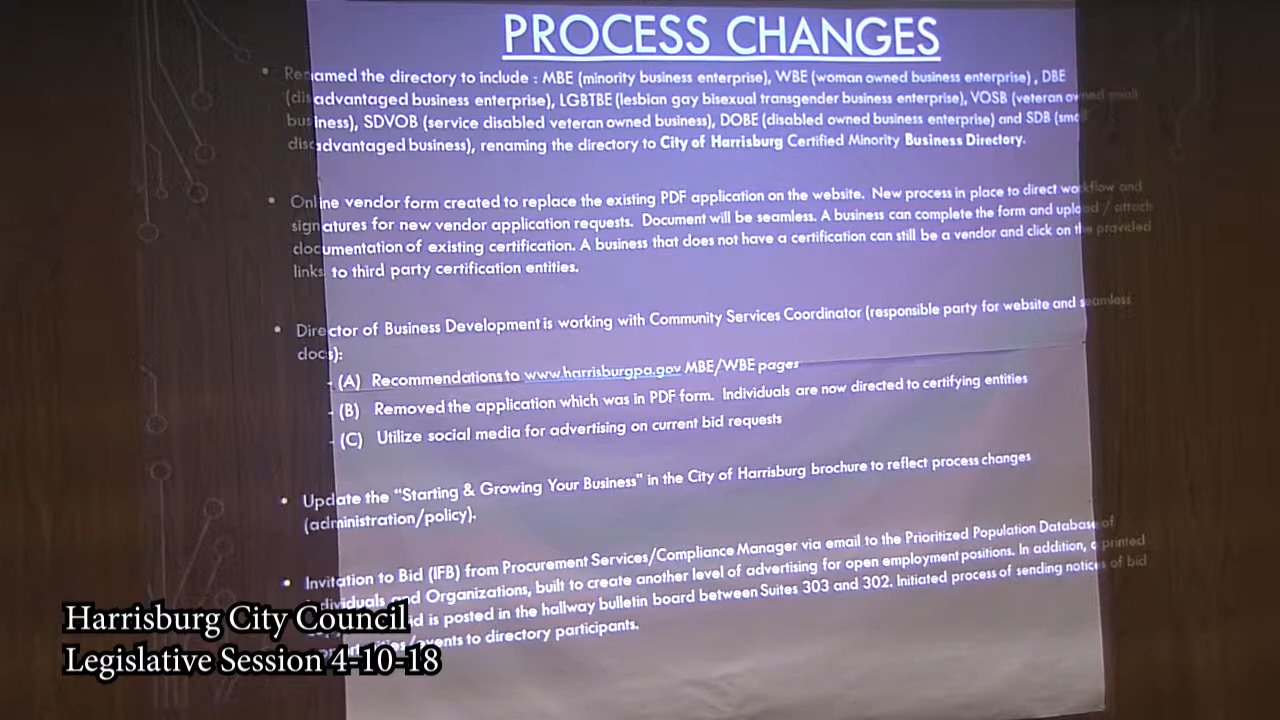 PROCESS CHANGES
• Renamed the directory to include : MBE (minority business enterprise), WBE (woman owned business enterprise) , DBE
(disadvantaged business enterprise), LGBTBE (lesbian gay bisexual transgender business enterprise), VOSB (veteran owned small
business), SDVOB (service disabled veteran owned business), DOBE (disabled owned business enterprise) and SDB (small
disadvantaged business), renaming the directory to City of Harrisburg Certified Minority Business Directory.
• Online vendor form created to replace the existing PDF application on the website. New process in place to direct workflow and
signatures for new vendor application requests. Document will be seamless. A business can complete the form and upload / attach
documentation of existing certification. A business that does not have a certification can still be a vendor and click on the provided
links to third party certification entities.
• Director of Business Development is working with Community Services Coordinator (responsible party for website and seamless
docs):
- (A) Recommendations to www.harrisburgpa.gov MBE/WBE pages
- (B) Removed the application which was in PDF form. Individuals are now directed to certifying entities
- (C) Utilize social media for advertising on current bid requests
• Update the “Starting & Growing Your Business” in the City of Harrisburg brochure to reflect process changes
(administration/policy).
• Invitation to Bid (IFB) from Procurement Services/Compliance Manager via email to the Prioritized Population Database of
Individuals and Organizations, built to create another level of advertising for open employment positions. In addition, a printed
bid is posted in the hallway bulletin board between Suites 303 and 302. Initiated process of sending notices of bid
events to directory participants.
Harrisburg City Council
Legislative Session 4-10-18